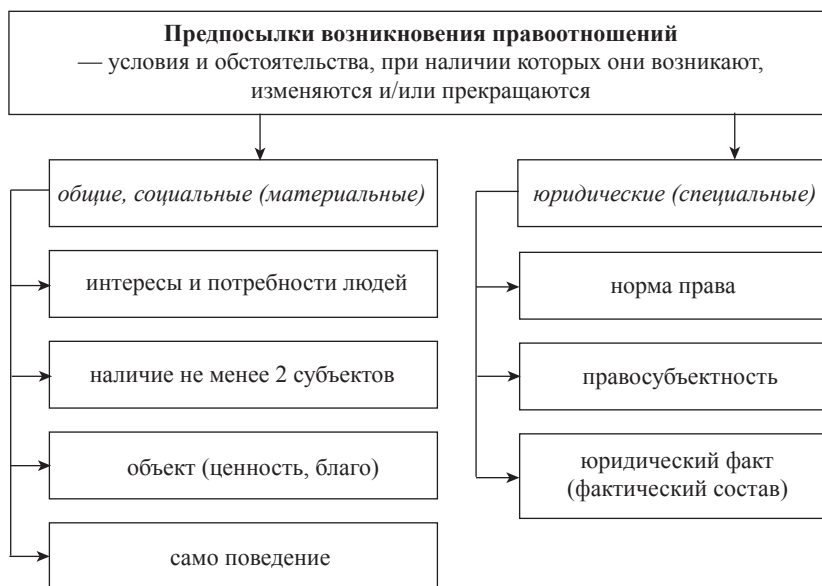 Предпосылки возникновения правоотношений
— условия и обстоятельства, при наличии которых они возникают,
изменяются и/или прекращаются
общие, социальные (материальные)
интересы и потребности людей
наличие не менее 2 субъектов
объект (ценность, благо)
само поведение
юридические (специальные)
норма права
правосубъектность
юридический факт
(фактический состав)